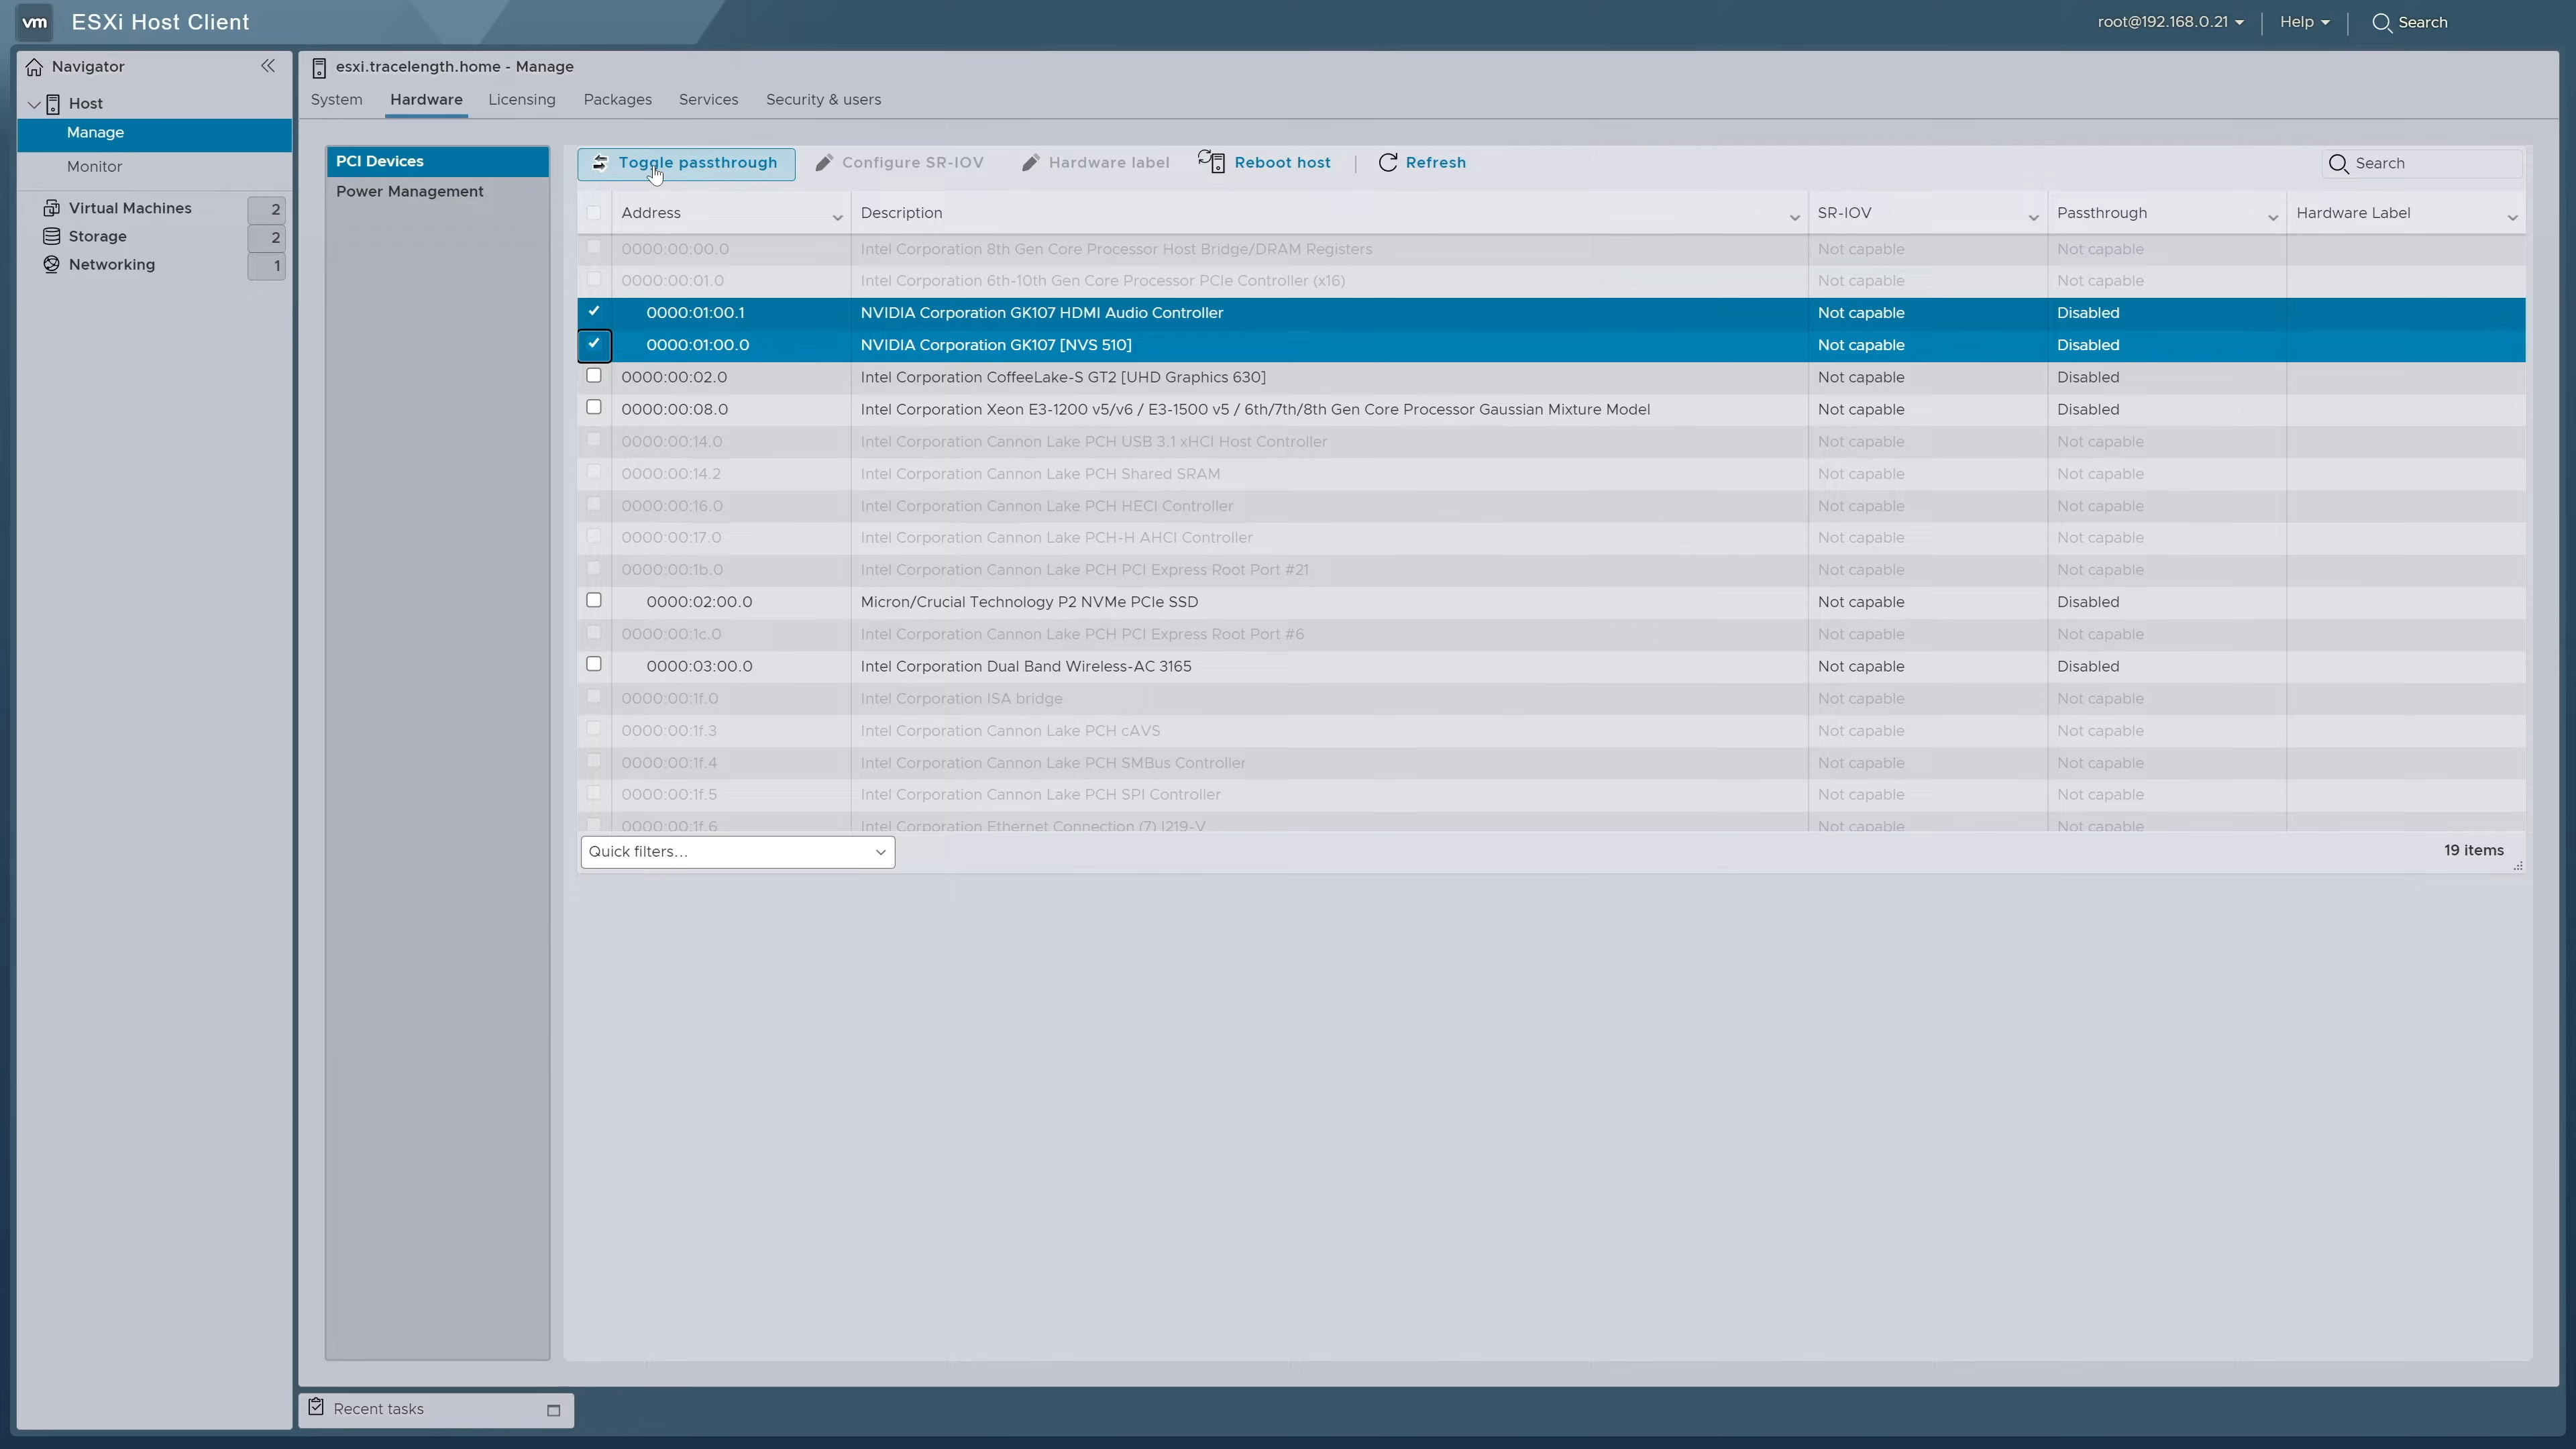 vm ESXi Host Client root@192.168.0.21 Help Search
Navigator
Host
Manage
Monitor
Virtual Machines 2
Storage 2
Networking 1
esxi.tracelength.home - Manage
System Hardware Licensing Packages Services Security & users
PCI Devices
Power Management
Toggle passthrough Configure SR-IOV Hardware label Reboot host Refresh Search
Address Description SR-IOV Passthrough Hardware Label
0000:00:00.0 Intel Corporation 8th Gen Core Processor Host Bridge/DRAM Registers Not capable Not capable
0000:00:01.0 Intel Corporation 6th-10th Gen Core Processor PCIe Controller (x16) Not capable Not capable
0000:01:00.1 NVIDIA Corporation GK107 HDMI Audio Controller Not capable Disabled
0000:01:00.0 NVIDIA Corporation GK107 [NVS 510] Not capable Disabled
0000:00:02.0 Intel Corporation CoffeeLake-S GT2 [UHD Graphics 630] Not capable Disabled
0000:00:08.0 Intel Corporation Xeon E3-1200 v5/v6 / E3-1500 v5 / 6th/7th/8th Gen Core Processor Gaussian Mixture Model Not capable Disabled
0000:00:14.0 Intel Corporation Cannon Lake PCH USB 3.1 xHCI Host Controller Not capable Not capable
0000:00:14.2 Intel Corporation Cannon Lake PCH Shared SRAM Not capable Not capable
0000:00:16.0 Intel Corporation Cannon Lake PCH HECI Controller Not capable Not capable
0000:00:17.0 Intel Corporation Cannon Lake PCH-H AHCI Controller Not capable Not capable
0000:00:1b.0 Intel Corporation Cannon Lake PCH PCI Express Root Port #21 Not capable Not capable
0000:02:00.0 Micron/Crucial Technology P2 NVMe PCIe SSD Not capable Disabled
0000:00:1c.0 Intel Corporation Cannon Lake PCH PCI Express Root Port #6 Not capable Not capable
0000:03:00.0 Intel Corporation Dual Band Wireless-AC 3165 Not capable Disabled
0000:00:1f.0 Intel Corporation ISA bridge Not capable Not capable
0000:00:1f.3 Intel Corporation Cannon Lake PCH cAVS Not capable Not capable
0000:00:1f.4 Intel Corporation Cannon Lake PCH SMBus Controller Not capable Not capable
0000:00:1f.5 Intel Corporation Cannon Lake PCH SPI Controller Not capable Not capable
0000:00:1f.6 Intel Corporation Ethernet Connection (7) I219-V Not capable Not capable
Quick filters... 19 items
Recent tasks